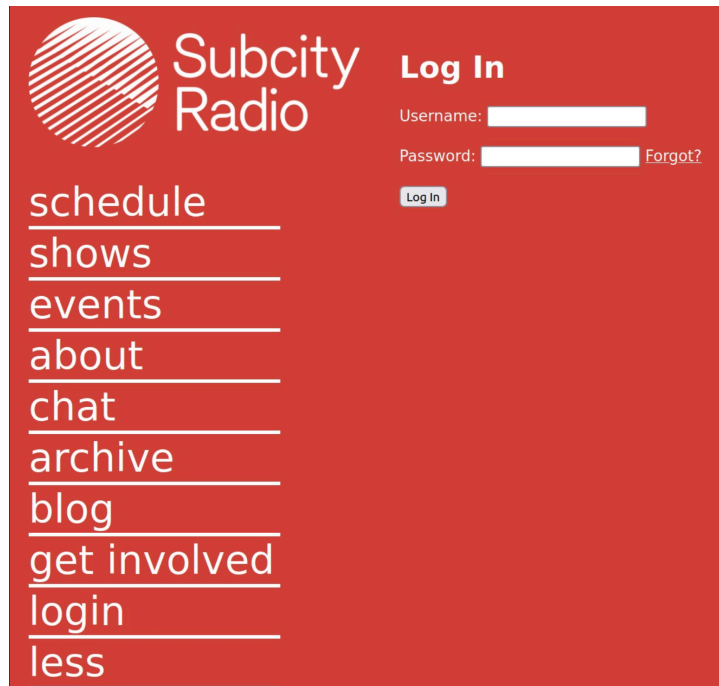 Subcity
Radio
Log In
Username:
Password: Forgot?
Log In
schedule
shows
events
about
chat
archive
blog
get involved
login
less